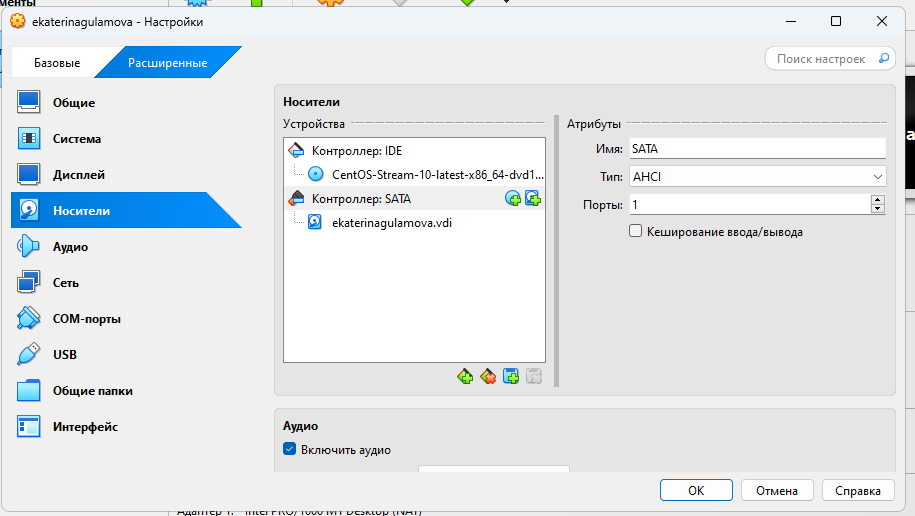 ekaterinagulamova - Настройки
Базовые
Расширенные
Поиск настроек
Общие
Система
Дисплей
Носители
Аудио
Сеть
COM-порты
USB
Общие папки
Интерфейс
Носители
Устройства
Контроллер: IDE
CentOS-Stream-10-latest-x86_64-dvd1...
Контроллер: SATA
ekaterinagulamova.vdi
Атрибуты
Имя: SATA
Тип: AHCI
Порты: 1
Кеширование ввода/вывода
Аудио
Включить аудио
OK
Отмена
Справка